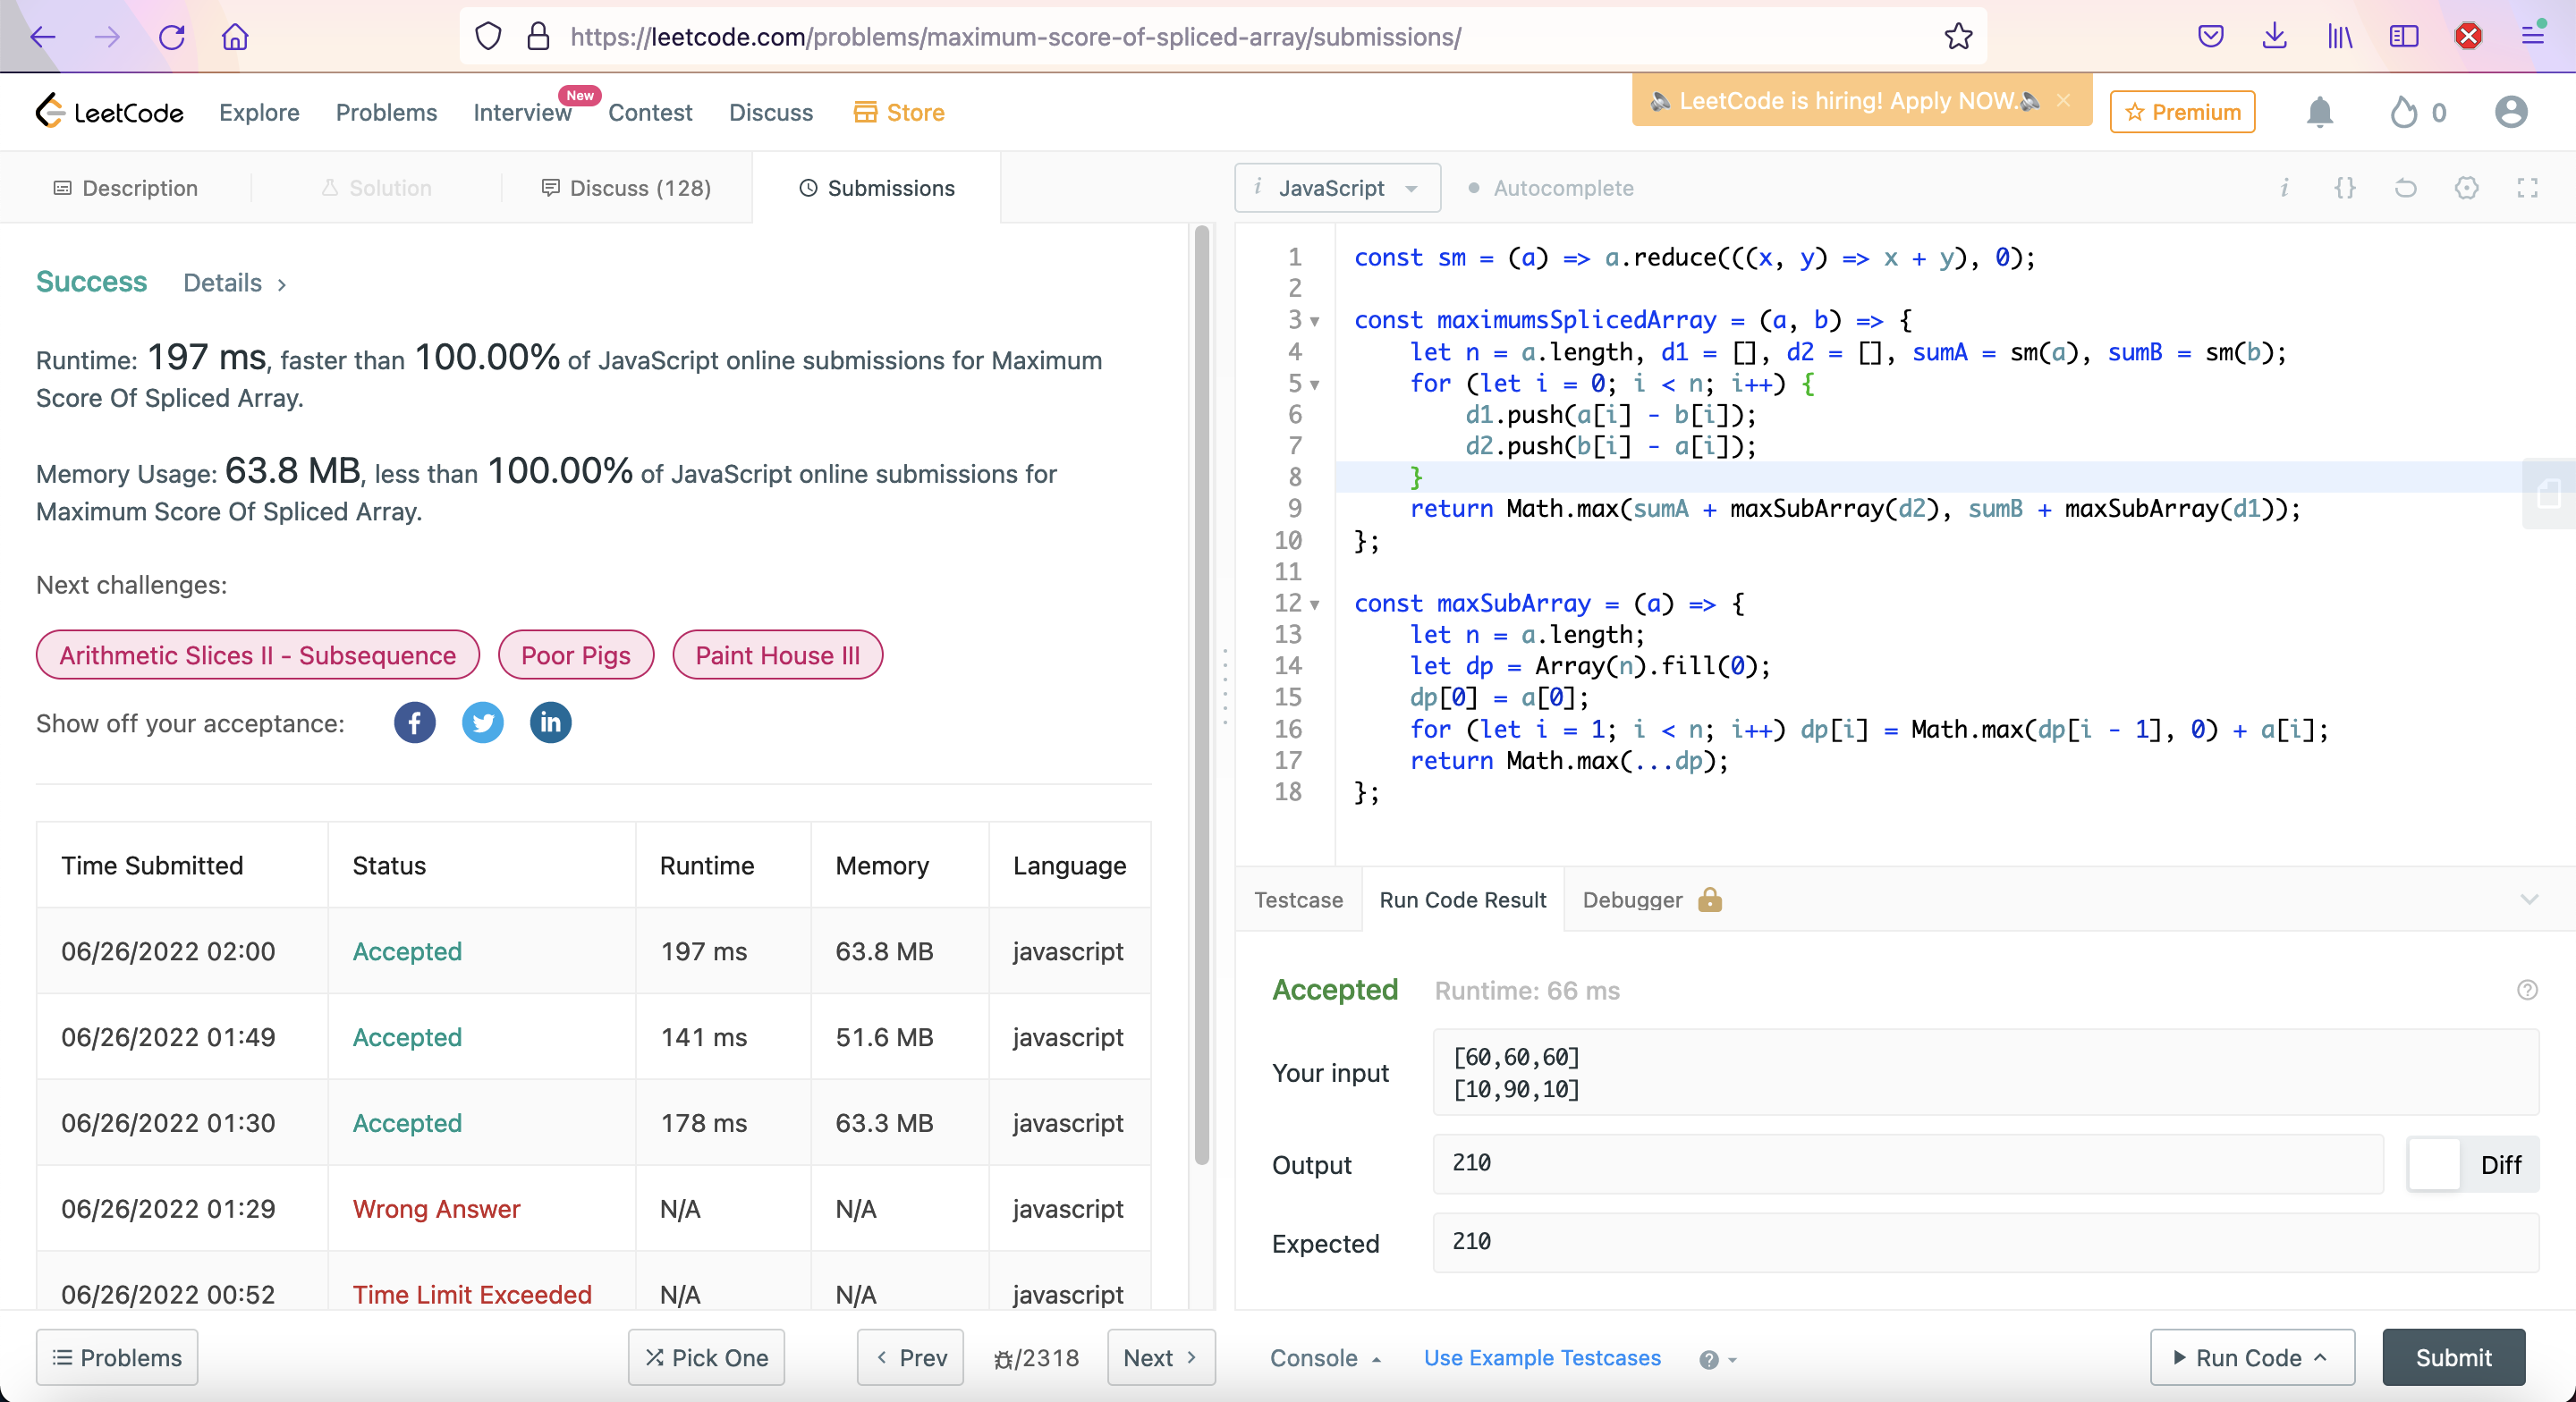 https://leetcode.com/problems/maximum-score-of-spliced-array/submissions/
LeetCode
Explore
Problems
Interview
New
Contest
Discuss
Store
LeetCode is hiring! Apply NOW.
Premium
0
Description
Solution
Discuss (128)
Submissions
i JavaScript
Autocomplete
Success Details >
Runtime: 197 ms, faster than 100.00% of JavaScript online submissions for Maximum
Score Of Spliced Array.
Memory Usage: 63.8 MB, less than 100.00% of JavaScript online submissions for
Maximum Score Of Spliced Array.
Next challenges:
Arithmetic Slices II - Subsequence
Poor Pigs
Paint House III
Show off your acceptance:
Time Submitted Status Runtime Memory Language
06/26/2022 02:00 Accepted 197 ms 63.8 MB javascript
06/26/2022 01:49 Accepted 141 ms 51.6 MB javascript
06/26/2022 01:30 Accepted 178 ms 63.3 MB javascript
06/26/2022 01:29 Wrong Answer N/A N/A javascript
06/26/2022 00:52 Time Limit Exceeded N/A N/A javascript
Problems
Pick One
< Prev
/2318
Next >
1 const sm = (a) => a.reduce(((x, y) => x + y), 0);
2
3 const maximumsSplicedArray = (a, b) => {
4 let n = a.length, d1 = [], d2 = [], sumA = sm(a), sumB = sm(b);
5 for (let i = 0; i < n; i++) {
6 d1.push(a[i] - b[i]);
7 d2.push(b[i] - a[i]);
8 }
9 return Math.max(sumA + maxSubArray(d2), sumB + maxSubArray(d1));
10 };
11
12 const maxSubArray = (a) => {
13 let n = a.length;
14 let dp = Array(n).fill(0);
15 dp[0] = a[0];
16 for (let i = 1; i < n; i++) dp[i] = Math.max(dp[i - 1], 0) + a[i];
17 return Math.max(...dp);
18 };
Testcase
Run Code Result
Debugger
Accepted Runtime: 66 ms
Your input
[60,60,60]
[10,90,10]
Output
210
Diff
Expected
210
Console
Use Example Testcases
Run Code
Submit